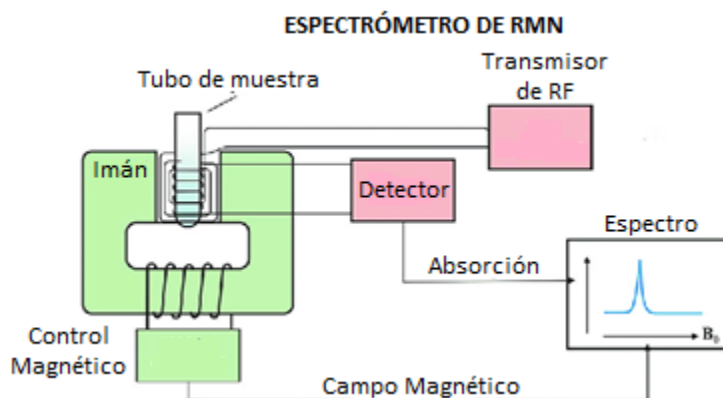 ESPECTRÓMETRO DE RMN
Tubo de muestra
Transmisor
de RF
Imán
Detector
Espectro
Absorción
B₀
Control
Magnético
Campo Magnético